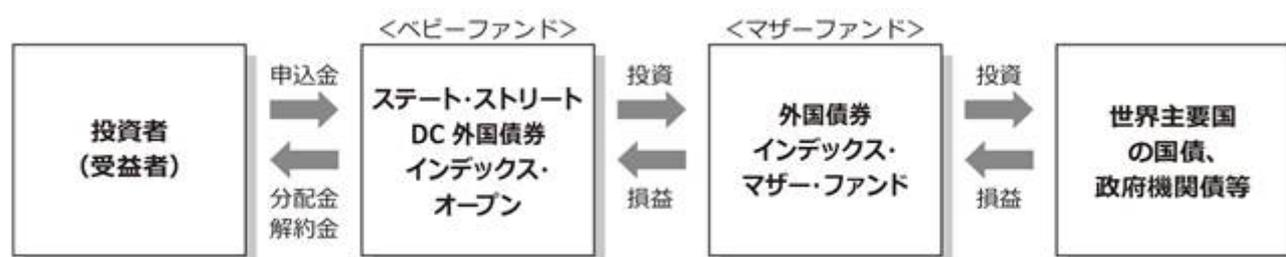 <ベビーファンド>
<マザーファンド>
投資者
(受益者)
申込金
分配金
解約金
ステート・ストリート
DC 外国債券
インデックス・
オープン
投資
損益
外国債券
インデックス・
マザー・ファンド
投資
損益
世界主要国
の国債、
政府機関債等